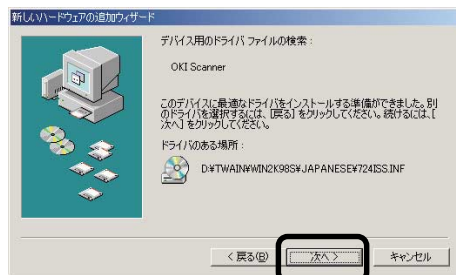 新しいハードウェアの追加ウィザード
デバイス用のドライバ ファイルの検索：
OKI Scanner
このデバイスに最適なドライバをインストールする準備ができました。別
のドライバを選択するには、[戻る] をクリックしてください。続けるには、[
次へ] をクリックしてください。
ドライバのある場所：
D:¥TWAIN¥WIN2K98S¥JAPANESE¥724ISS.INF
< 戻る(B)
次へ >
キャンセル